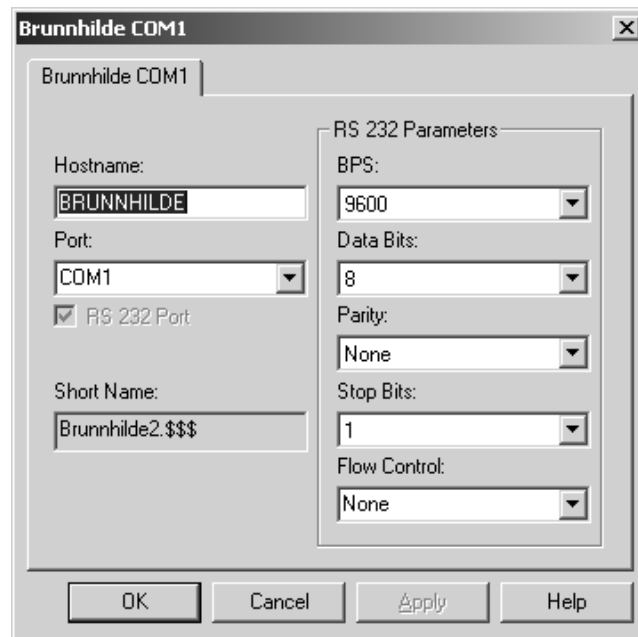 Brunnhilde COM1
Brunnhilde COM1
Hostname:
BRUNNHILDE
Port:
COM1
RS 232 Port
Short Name:
Brunnhilde2.$$$
RS 232 Parameters
BPS:
9600
Data Bits:
8
Parity:
None
Stop Bits:
1
Flow Control:
None
OK Cancel Apply Help